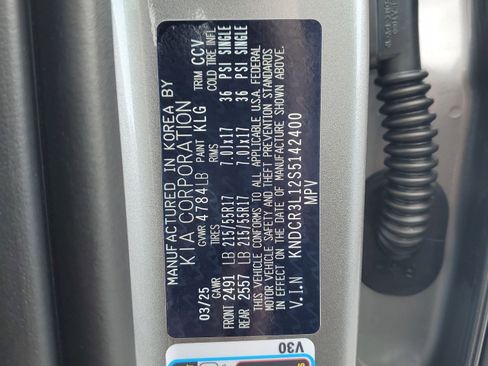 MANUFACTURED IN KOREA BY
KIA CORPORATION
GVWR 4784LB PAINT KLG TRIM CCV
03/25 GAWR TIRES RIMS COLD TIRE INFL
FRONT 2491 LB 215/55R17 7.0Jx17 36 PSI SINGLE
REAR 2557 LB 215/55R17 7.0Jx17 36 PSI SINGLE
THIS VEHICLE CONFORMS TO ALL APPLICABLE U.S.A. FEDERAL
MOTOR VEHICLE SAFETY AND THEFT PREVENTION STANDARDS
IN EFFECT ON THE DATE OF MANUFACTURE SHOWN ABOVE.
V.I.N KNDCR3L12S5142400
MPV
V30